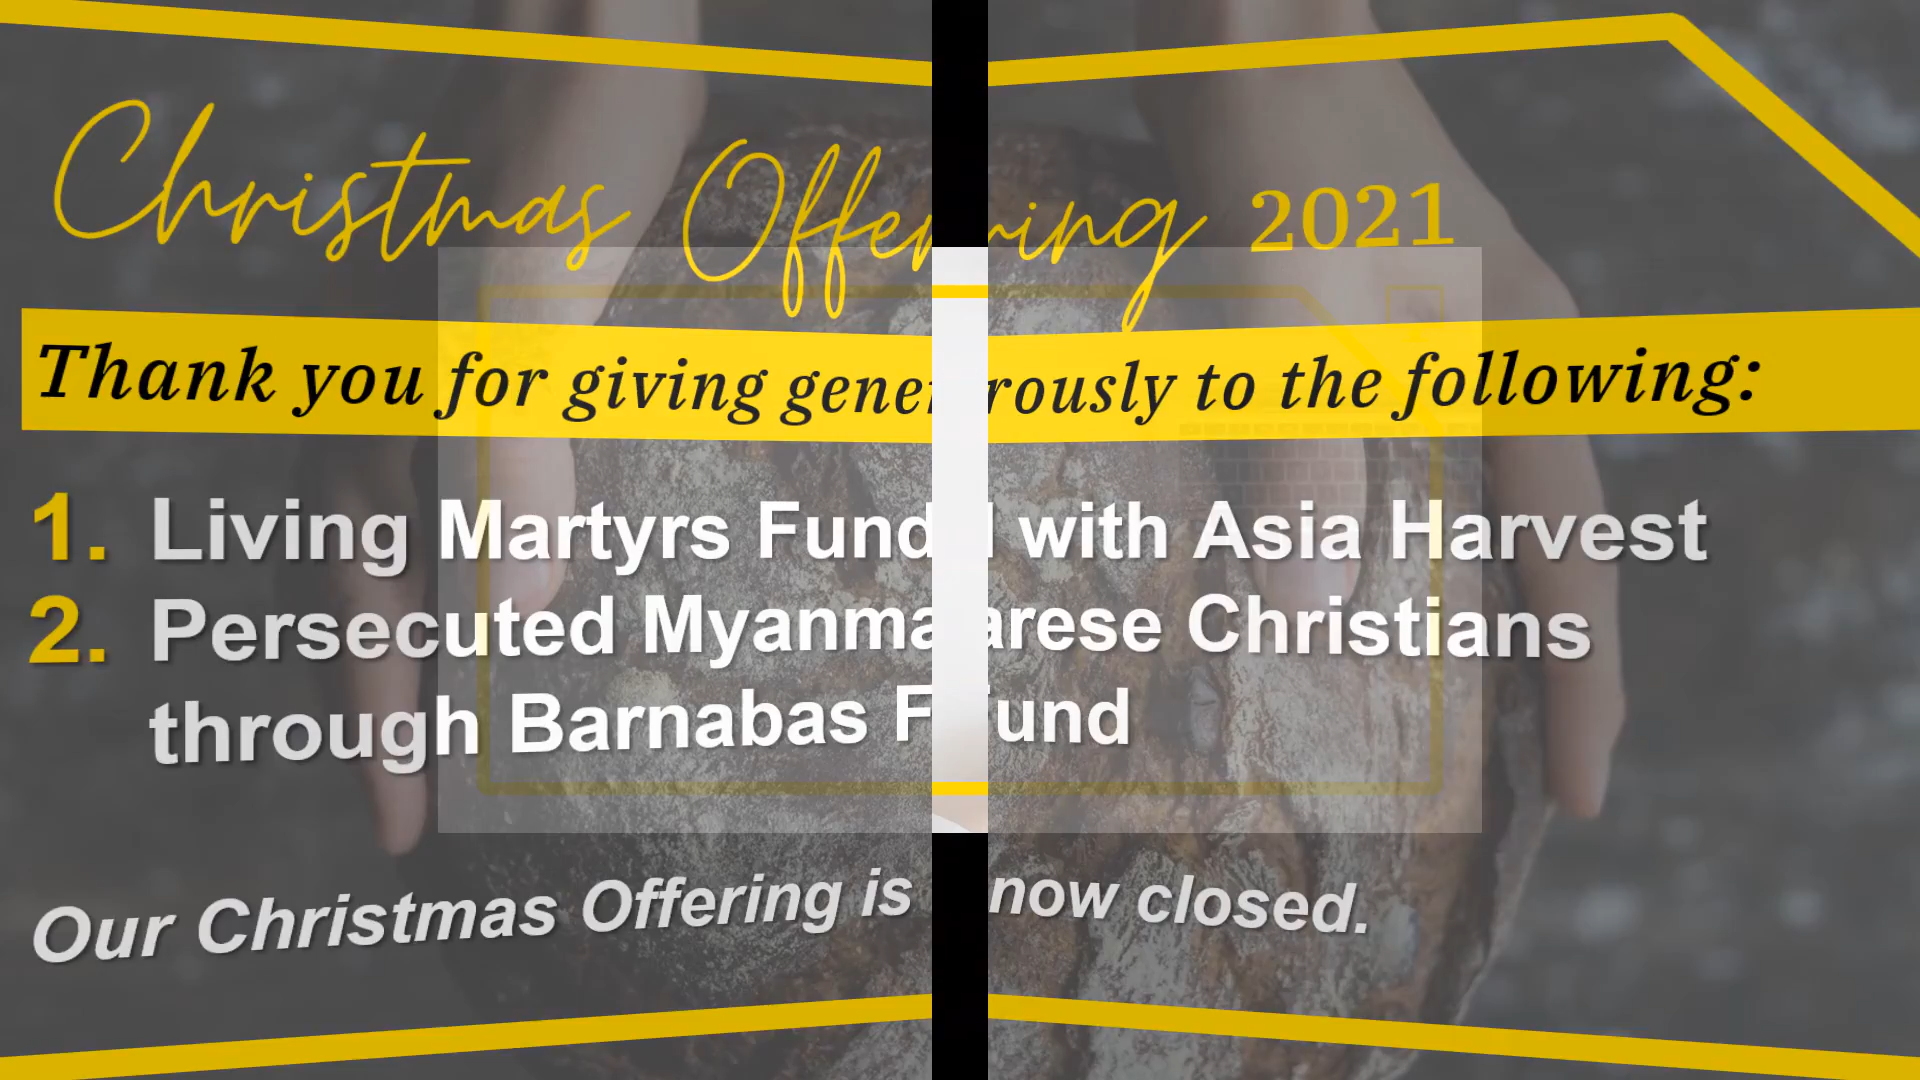 Christmas Offering 2021
Thank you for giving generously to the following:
1. Living Martyrs Fund with Asia Harvest
2. Persecuted Myanmarese Christians
through Barnabas Fund
Our Christmas Offering is now closed.